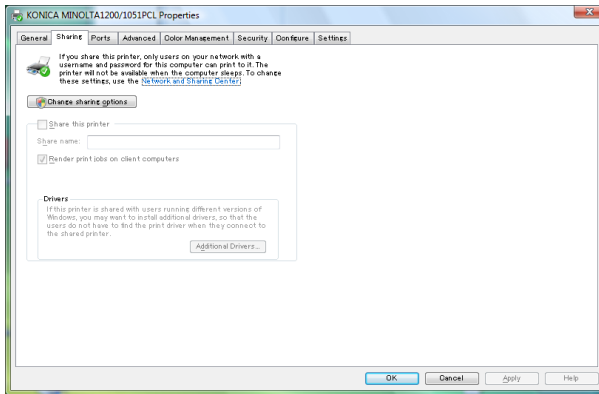 KONICA MINOLTA1200/1051PCL Properties
General Sharing Ports Advanced Color Management Security Configure Settings
If you share this printer, only users on your network with a
username and password for this computer can print to it. The
printer will not be available when the computer sleeps. To change
these settings, use the Network and Sharing Center.
Change sharing options
Share this printer
Share name:
Render print jobs on client computers
Drivers
If this printer is shared with users running different versions of
Windows, you may want to install additional drivers, so that the
users do not have to find the print driver when they connect to
the shared printer.
Additional Drivers...
OK Cancel Apply Help